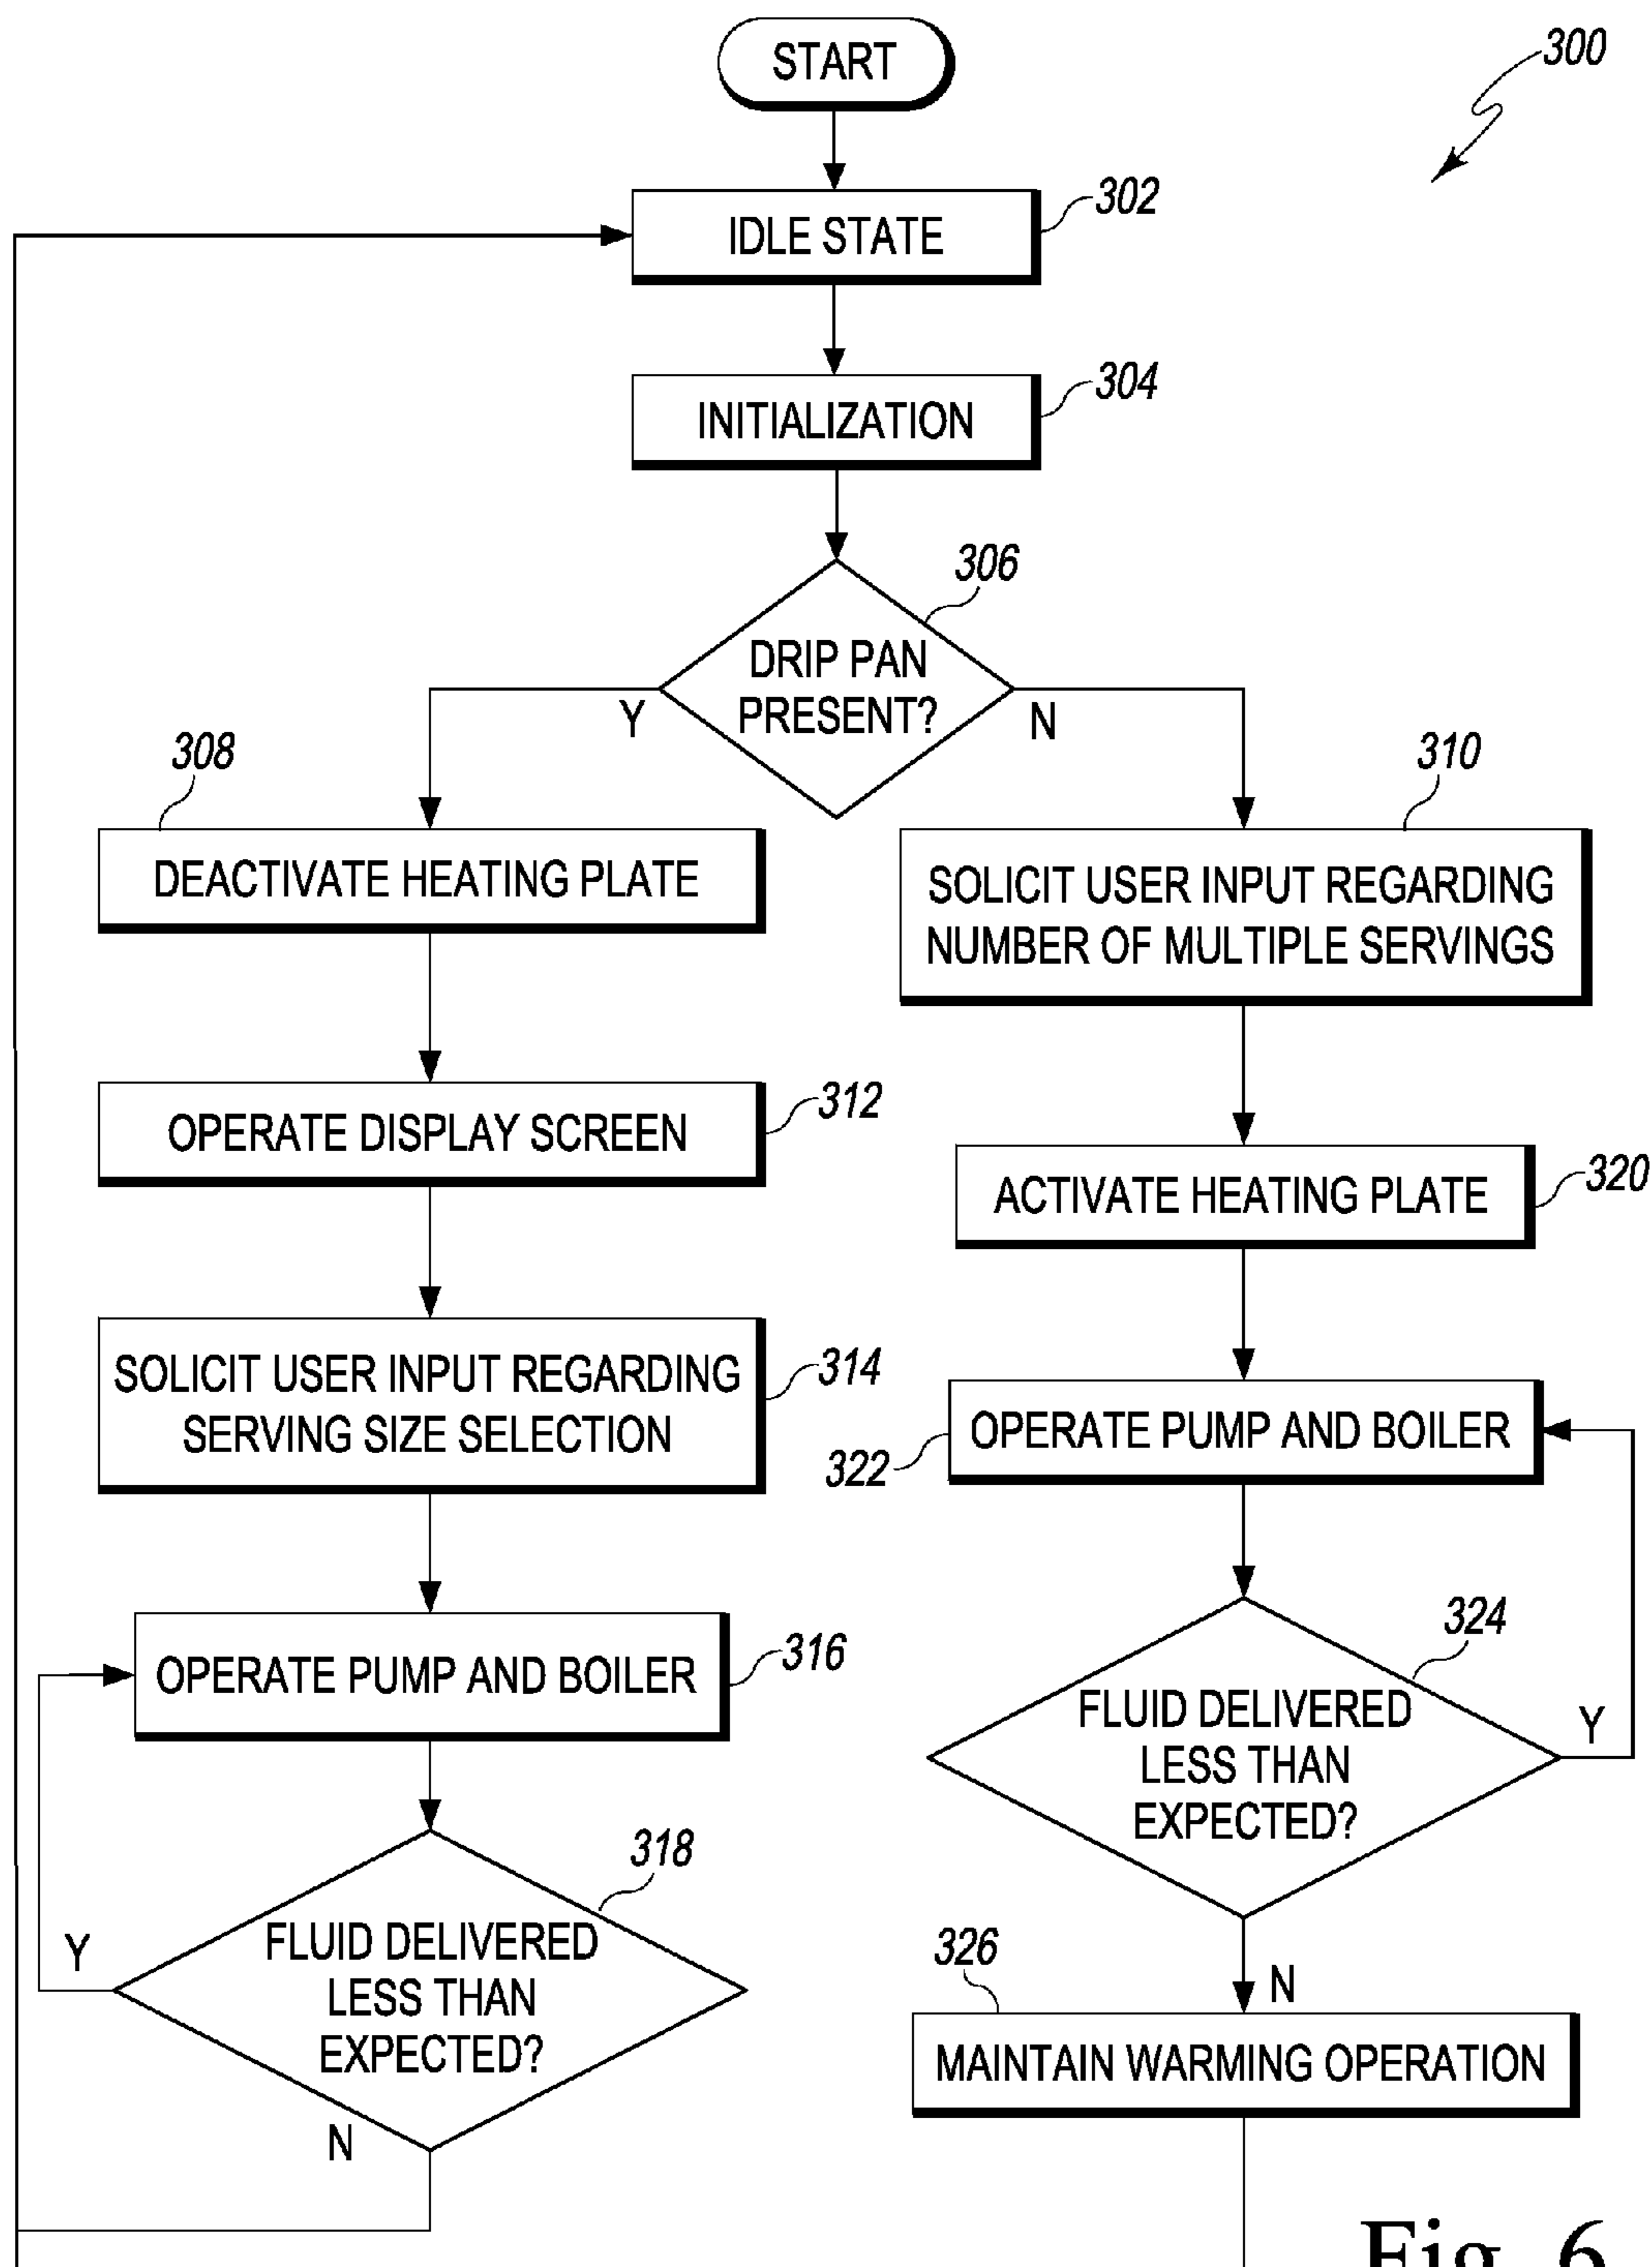 START
300
302
IDLE STATE
304
INITIALIZATION
306
DRIP PAN
PRESENT?
Y
N
308
310
DEACTIVATE HEATING PLATE
SOLICIT USER INPUT REGARDING
NUMBER OF MULTIPLE SERVINGS
OPERATE DISPLAY SCREEN
312
ACTIVATE HEATING PLATE
320
SOLICIT USER INPUT REGARDING
SERVING SIZE SELECTION
314
OPERATE PUMP AND BOILER
322
OPERATE PUMP AND BOILER
316
324
FLUID DELIVERED
LESS THAN
EXPECTED?
Y
318
FLUID DELIVERED
LESS THAN
EXPECTED?
Y
N
326
N
MAINTAIN WARMING OPERATION
Fig. 6